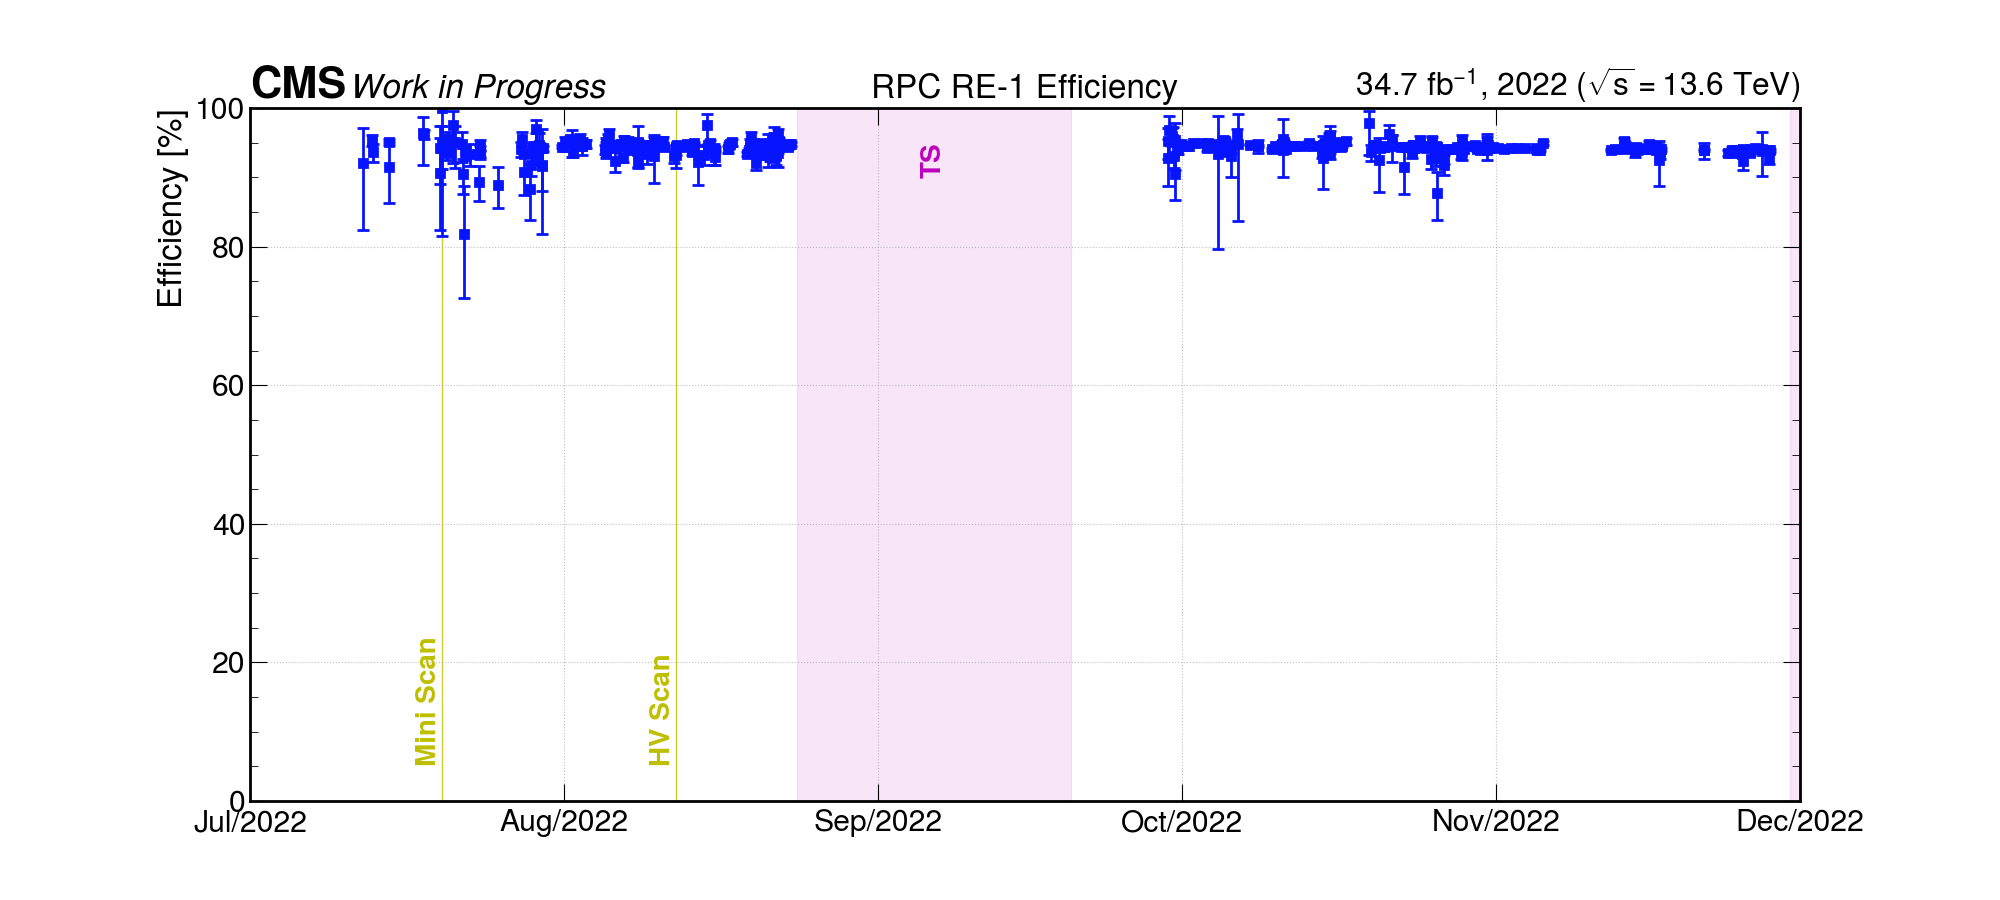 CMS Work in Progress RPC RE-1 Efficiency 34.7 fb⁻¹, 2022 (√s = 13.6 TeV)
Efficiency [%]
100
80
60
40
20
0
TS
Mini Scan
HV Scan
Jul/2022 Aug/2022 Sep/2022 Oct/2022 Nov/2022 Dec/2022